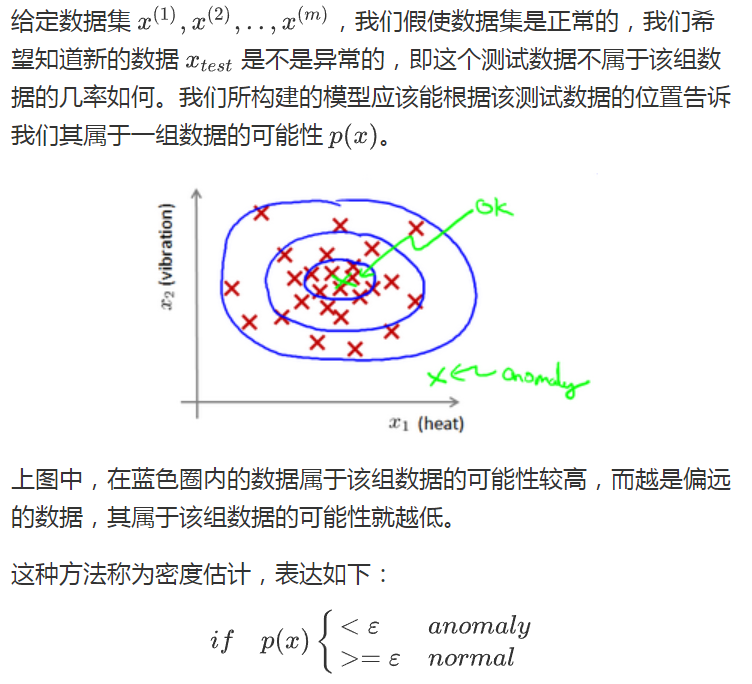 给定数据集 x^{(1)}, x^{(2)}, . ., x^{(m)} ，我们假使数据集是正常的，我们希
望知道新的数据 x_{test} 是不是异常的，即这个测试数据不属于该组数
据的几率如何。我们所构建的模型应该能根据该测试数据的位置告诉
我们其属于一组数据的可能性 p(x)。
OK
x_2 (vibration)
anomaly
x_1 (heat)
上图中，在蓝色圈内的数据属于该组数据的可能性较高，而越是偏远
的数据，其属于该组数据的可能性就越低。
这种方法称为密度估计，表达如下：
if p(x) { < ε anomaly
>= ε normal